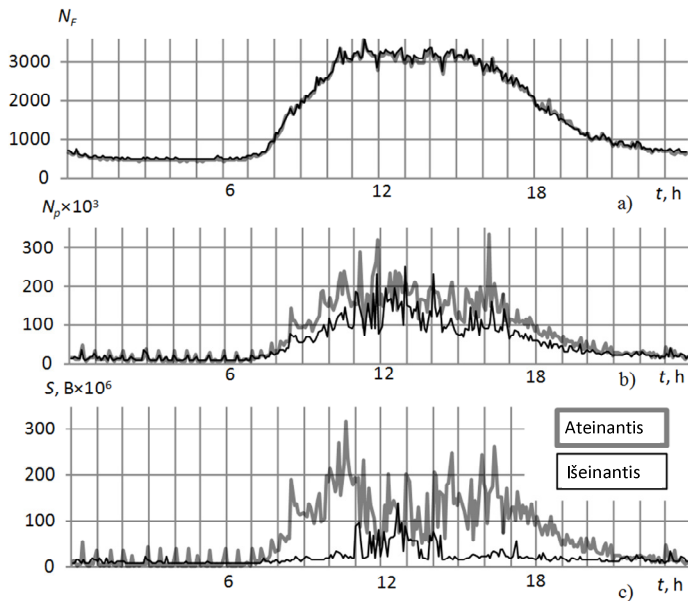 N_F
3000
2000
1000
0
6
12
18
t, h
a)
N_p×10³
300
200
100
0
6
12
18
t, h
b)
S, B×10⁶
300
200
100
0
6
12
18
t, h
c)
Ateinantis
Išeinantis